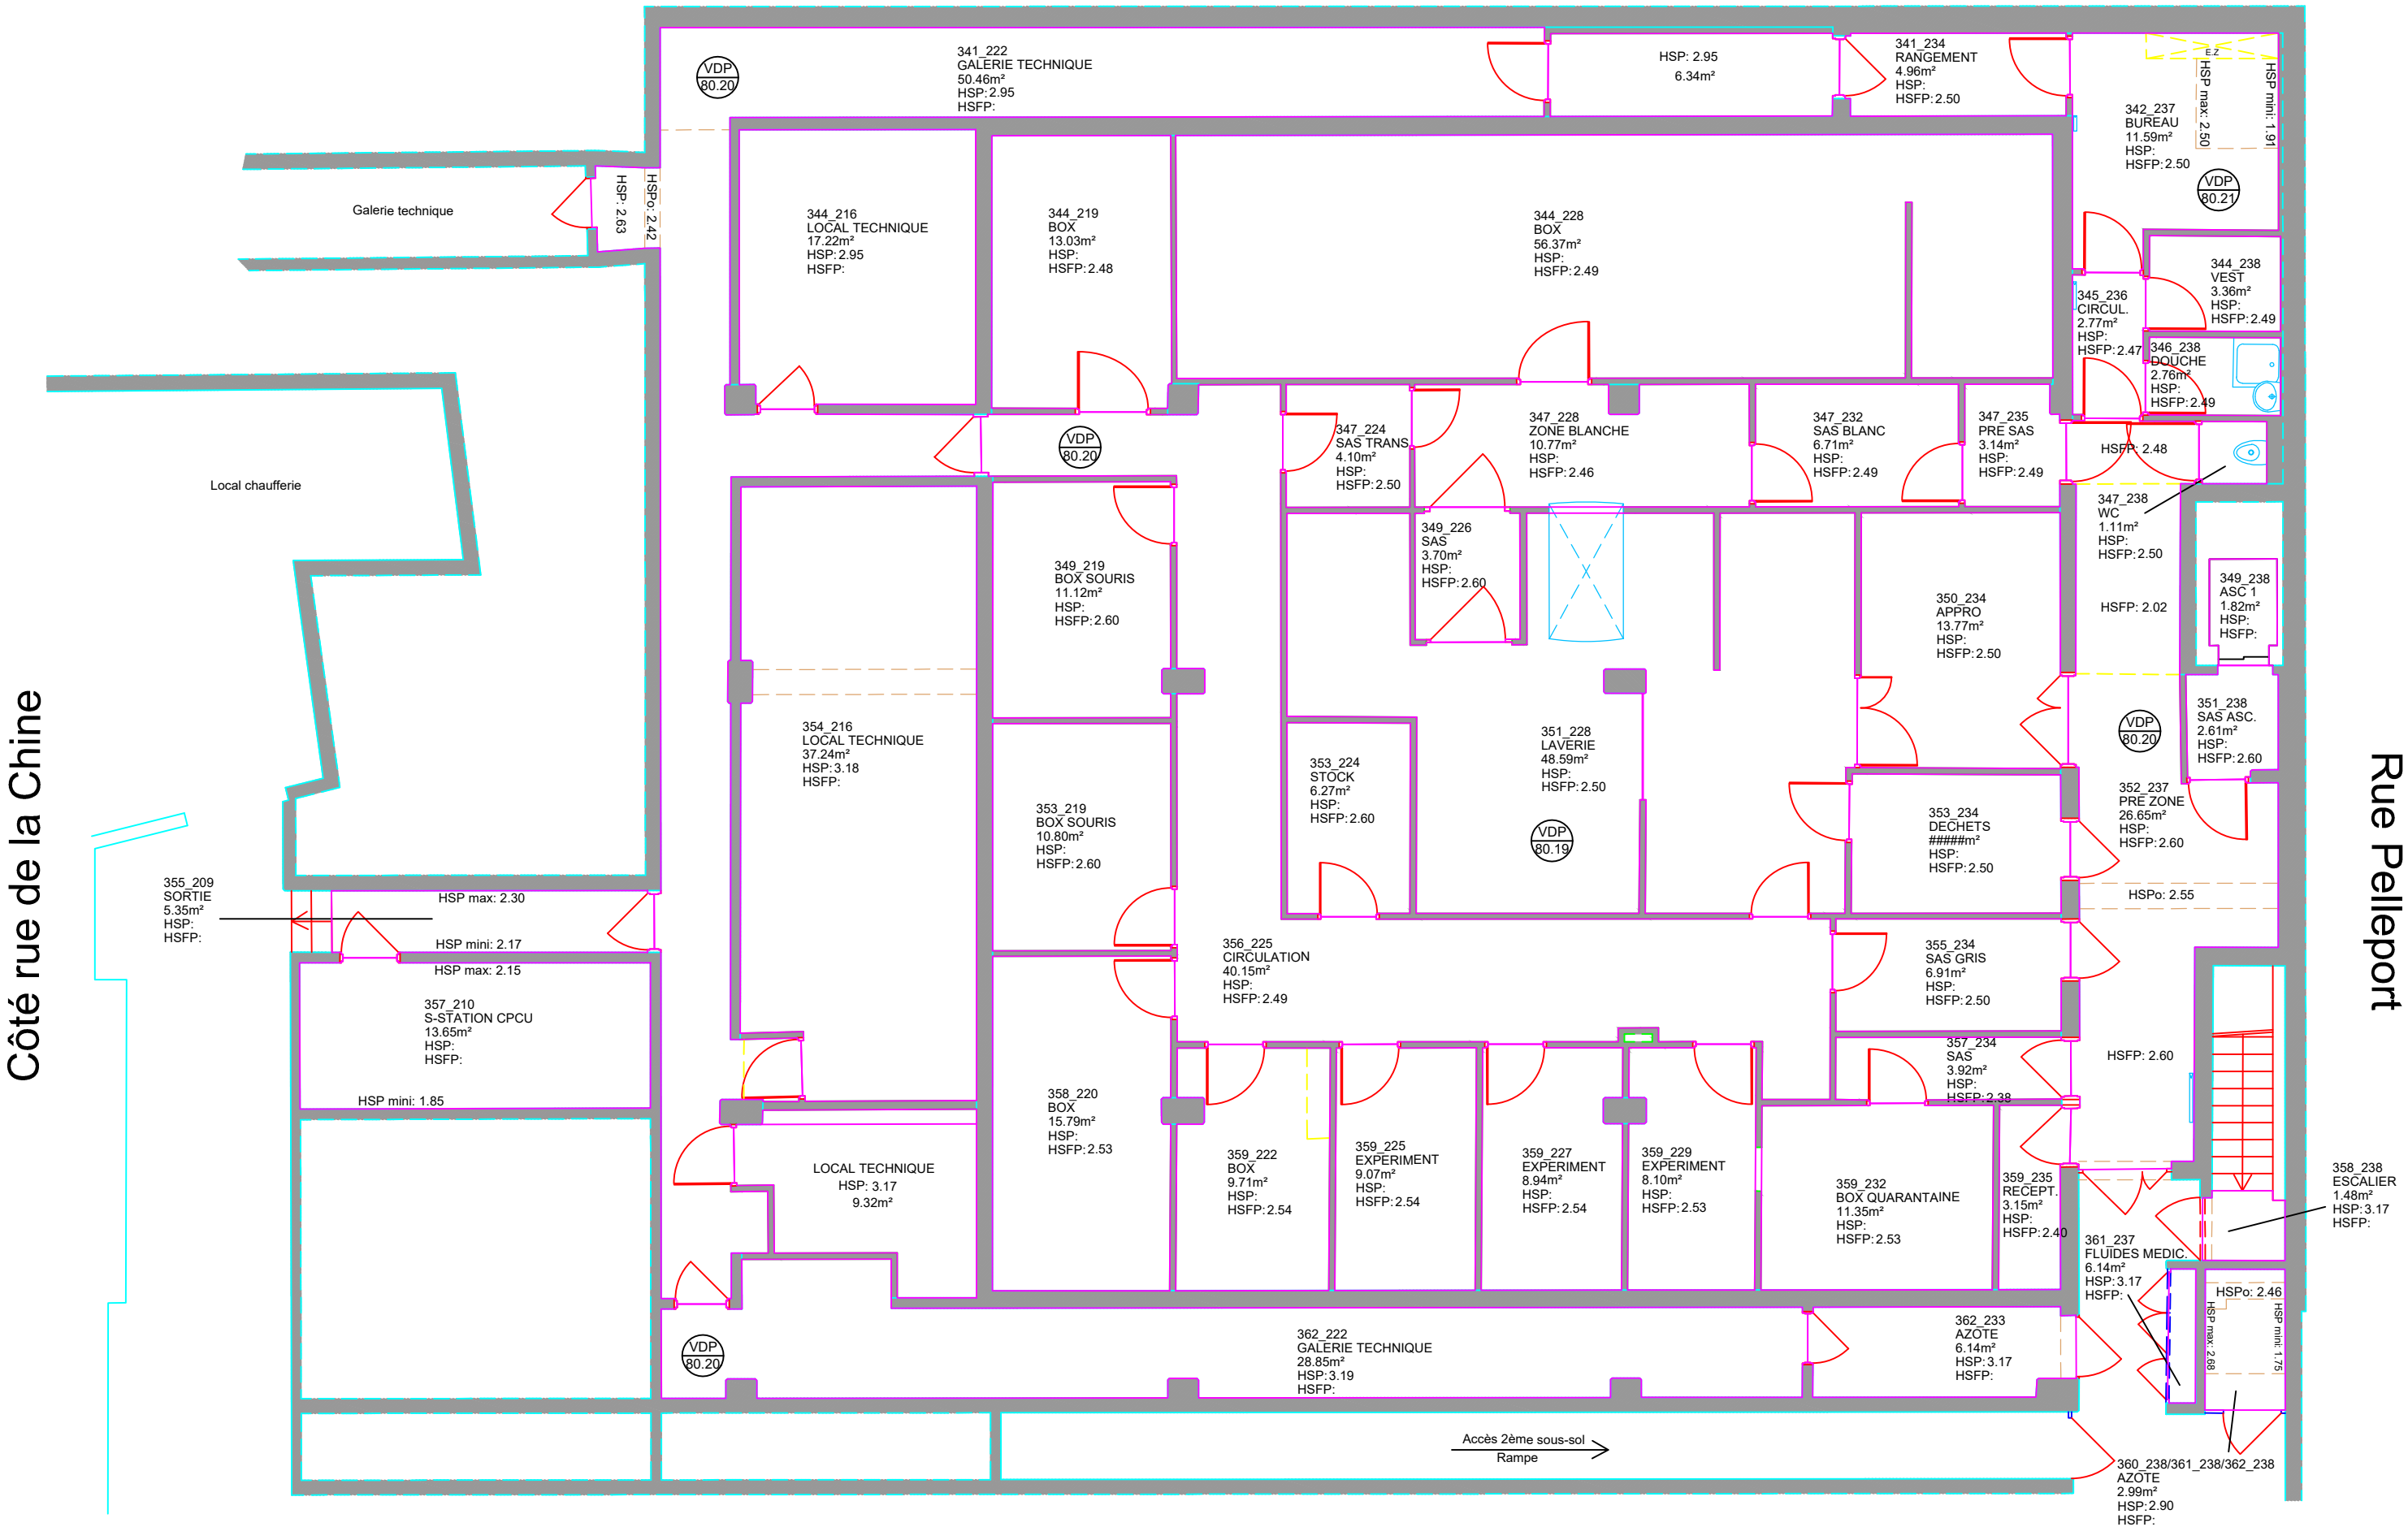 341_222
GALERIE TECHNIQUE
50.46m²
HSP:2.95
HSFP:
VDP
80.20
HSP: 2.95
6.34m²
341_234
RANGEMENT
4.96m²
HSP:
HSFP:2.50
E.Z
HSP max: 2.50
HSP mini: 1.91
342_237
BUREAU
11.59m²
HSP:
HSFP:2.50
VDP
80.21
Galerie technique
HSP: 2.63
HSPo: 2.42
344_216
LOCAL TECHNIQUE
17.22m²
HSP:2.95
HSFP:
344_219
BOX
13.03m²
HSP:
HSFP:2.48
344_228
BOX
56.37m²
HSP:
HSFP:2.49
344_238
VEST
3.36m²
HSP:
HSFP:2.49
345_236
CIRCUL.
2.77m²
HSP:
HSFP:2.47
346_238
DOUCHE
2.76m²
HSP:
HSFP:2.49
VDP
80.20
347_224
SAS TRANS
4.10m²
HSP:
HSFP:2.50
347_228
ZONE BLANCHE
10.77m²
HSP:
HSFP:2.46
347_232
SAS BLANC
6.71m²
HSP:
HSFP:2.49
347_235
PRE SAS
3.14m²
HSP:
HSFP:2.49
HSFP: 2.48
347_238
WC
1.11m²
HSP:
HSFP:2.50
Local chaufferie
349_219
BOX SOURIS
11.12m²
HSP:
HSFP:2.60
349_226
SAS
3.70m²
HSP:
HSFP:2.60
350_234
APPRO
13.77m²
HSP:
HSFP:2.50
HSFP: 2.02
349_238
ASC 1
1.82m²
HSP:
HSFP:
351_238
SAS ASC.
2.61m²
HSP:
HSFP:2.60
VDP
80.20
Côté rue de la Chine
Rue Pelleport
354_216
LOCAL TECHNIQUE
37.24m²
HSP:3.18
HSFP:
353_219
BOX SOURIS
10.80m²
HSP:
HSFP:2.60
353_224
STOCK
6.27m²
HSP:
HSFP:2.60
351_228
LAVERIE
48.59m²
HSP:
HSFP:2.50
VDP
80.19
353_234
DECHETS
#####m²
HSP:
HSFP:2.50
352_237
PRE ZONE
26.65m²
HSP:
HSFP:2.60
HSPo: 2.55
355_209
SORTIE
5.35m²
HSP:
HSFP:
HSP max: 2.30
HSP mini: 2.17
HSP max: 2.15
357_210
S-STATION CPCU
13.65m²
HSP:
HSFP:
HSP mini: 1.85
356_225
CIRCULATION
40.15m²
HSP:
HSFP:2.49
355_234
SAS GRIS
6.91m²
HSP:
HSFP:2.50
357_234
SAS
3.92m²
HSP:
HSFP:2.38
HSFP: 2.60
358_220
BOX
15.79m²
HSP:
HSFP:2.53
LOCAL TECHNIQUE
HSP: 3.17
9.32m²
359_222
BOX
9.71m²
HSP:
HSFP:2.54
359_225
EXPERIMENT
9.07m²
HSP:
HSFP:2.54
359_227
EXPERIMENT
8.94m²
HSP:
HSFP:2.54
359_229
EXPERIMENT
8.10m²
HSP:
HSFP:2.53
359_232
BOX QUARANTAINE
11.35m²
HSP:
HSFP:2.53
359_235
RECEPT.
3.15m²
HSP:
HSFP:2.40
358_238
ESCALIER
1.48m²
HSP:3.17
HSFP:
361_237
FLUIDES MEDIC.
6.14m²
HSP:3.17
HSFP:
HSPo: 2.46
HSP max: 2.68
HSP mini: 1.75
VDP
80.20
362_222
GALERIE TECHNIQUE
28.85m²
HSP:3.19
HSFP:
362_233
AZOTE
6.14m²
HSP:3.17
HSFP:
Accès 2ème sous-sol
Rampe
360_238/361_238/362_238
AZOTE
2.99m²
HSP:2.90
HSFP: